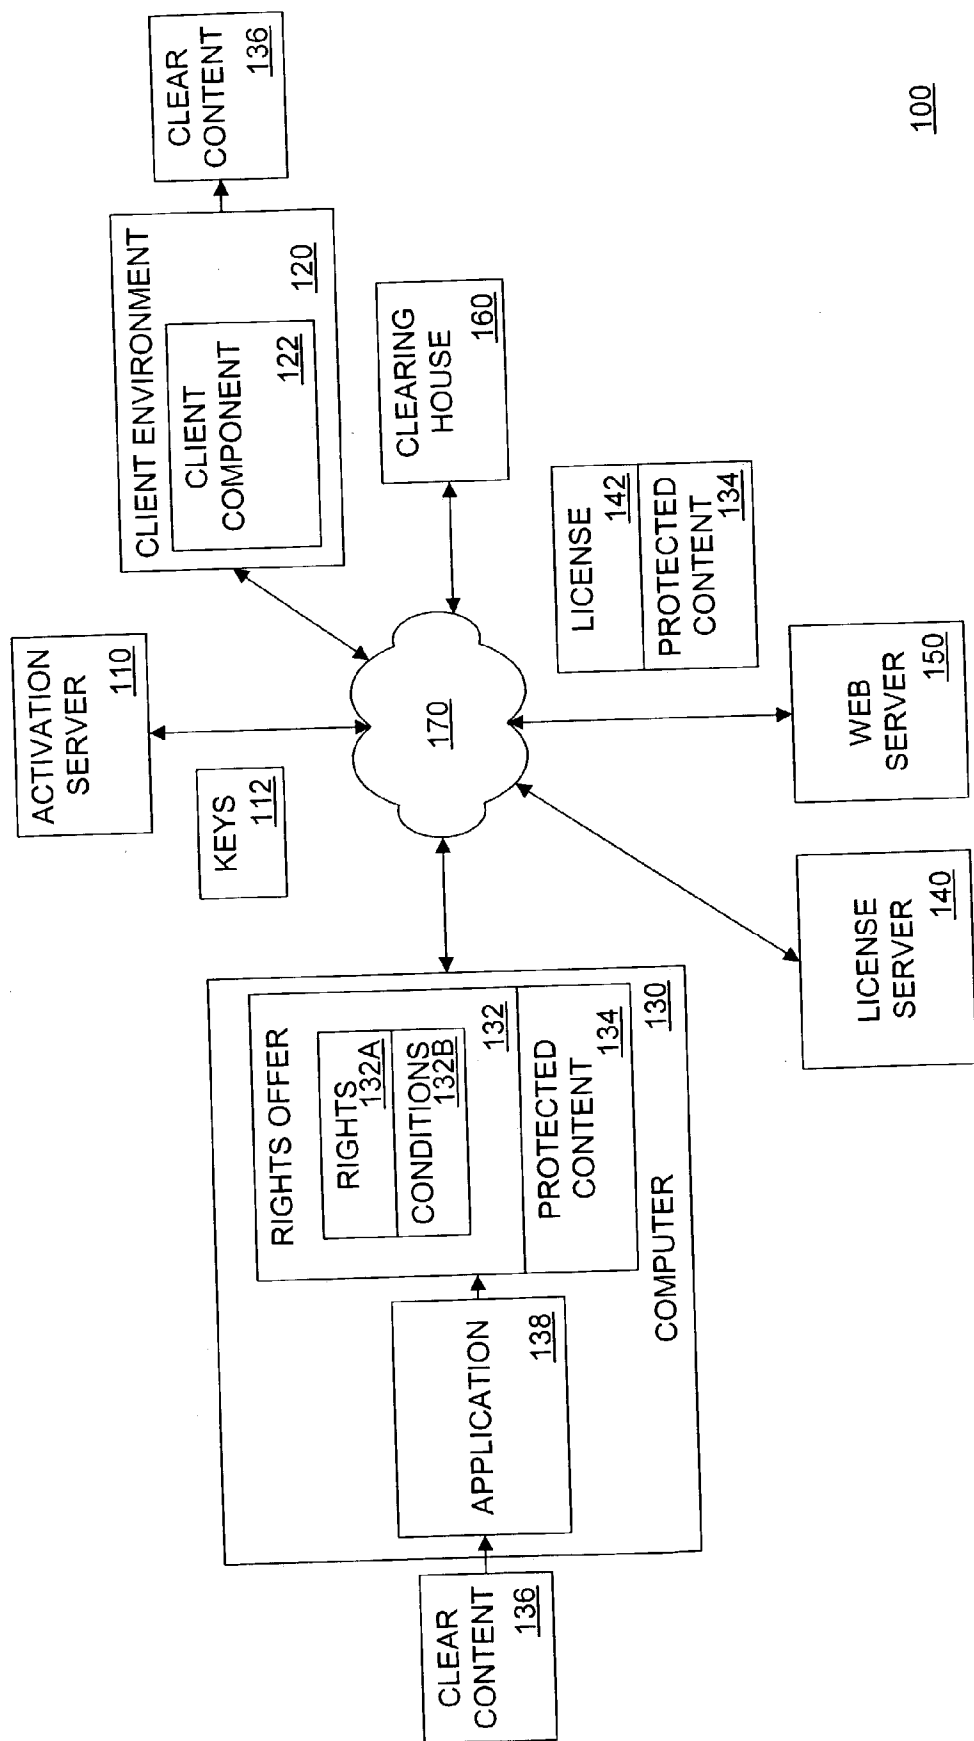 ACTIVATION
SERVER
110
KEYS
112
CLIENT ENVIRONMENT
120
CLIENT
COMPONENT
122
CLEAR
CONTENT
136
CLEAR
CONTENT
136
COMPUTER
130
APPLICATION
138
RIGHTS OFFER
132
RIGHTS
132A
CONDITIONS
132B
PROTECTED
CONTENT
134
170
CLEARING
HOUSE
160
LICENSE
142
PROTECTED
CONTENT
134
LICENSE
SERVER
140
WEB
SERVER
150
100